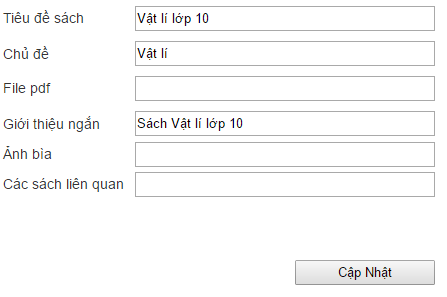 Tiêu đề sách Vật lí lớp 10
Chủ đề Vật lí
File pdf
Giới thiệu ngắn Sách Vật lí lớp 10
Ảnh bìa
Các sách liên quan
Cập Nhật